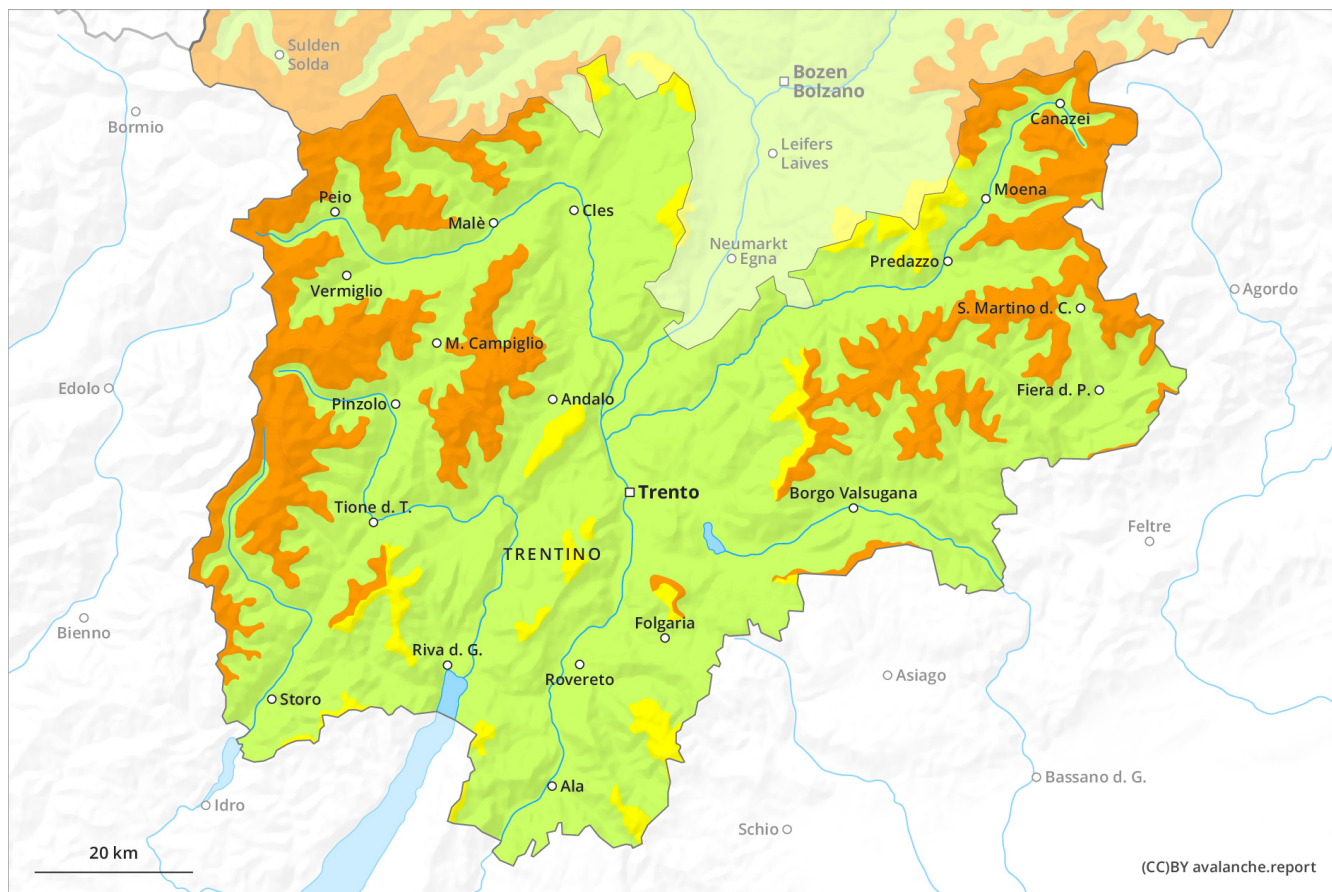 Sulden
Solda
Bozen
Bolzano
Bormio
Canazei
Leifers
Laives
Peio
Moena
Malè
Cles
Neumarkt
Egna
Predazzo
Vermiglio
Agordo
S. Martino d. C.
M. Campiglio
Edolo
Fiera d. P.
Andalo
Pinzolo
Trento
Borgo Valsugana
Tione d. T.
Feltre
TRENTINO
Bienno
Folgaria
Riva d. G.
Rovereto
Asiago
Storo
Bassano d. G.
Ala
Idro
Schio
20 km
(CC)BY avalanche.report